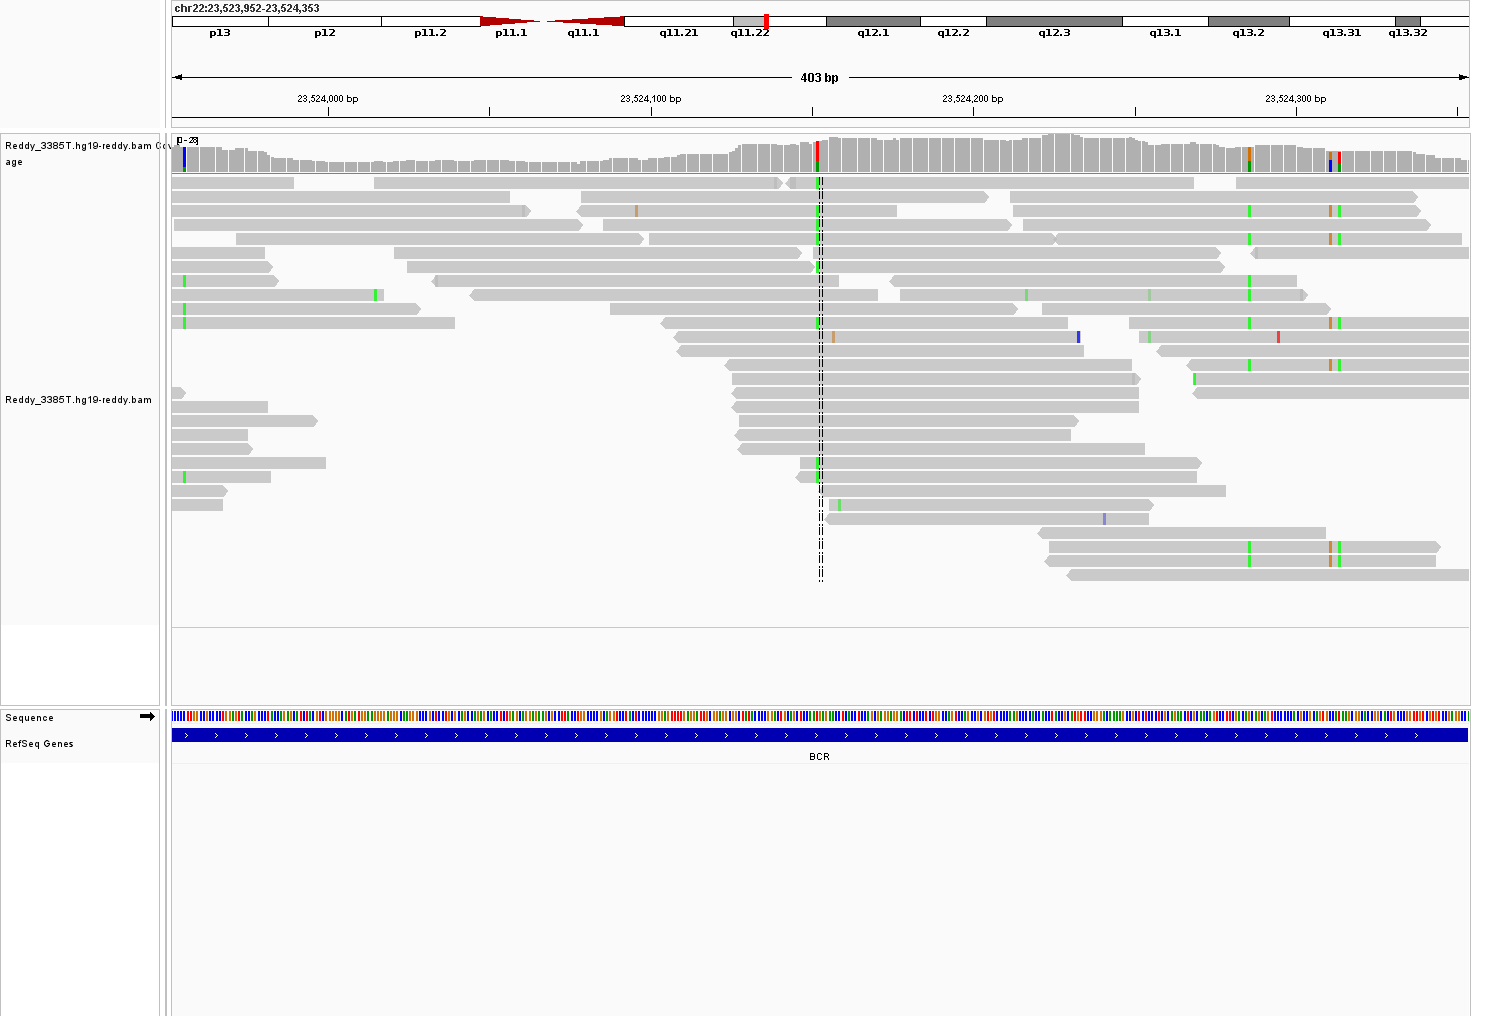 chr22:23,523,952-23,524,353
p13 p12 p11.2 p11.1 q11.1 q11.21 q11.22 q12.1 q12.2 q12.3 q13.1 q13.2 q13.31 q13.32
403 bp
23,524,000 bp 23,524,100 bp 23,524,200 bp 23,524,300 bp
Reddy_3385T.hg19-reddy.bam Cov
age
Reddy_3385T.hg19-reddy.bam
Sequence
RefSeq Genes
BCR